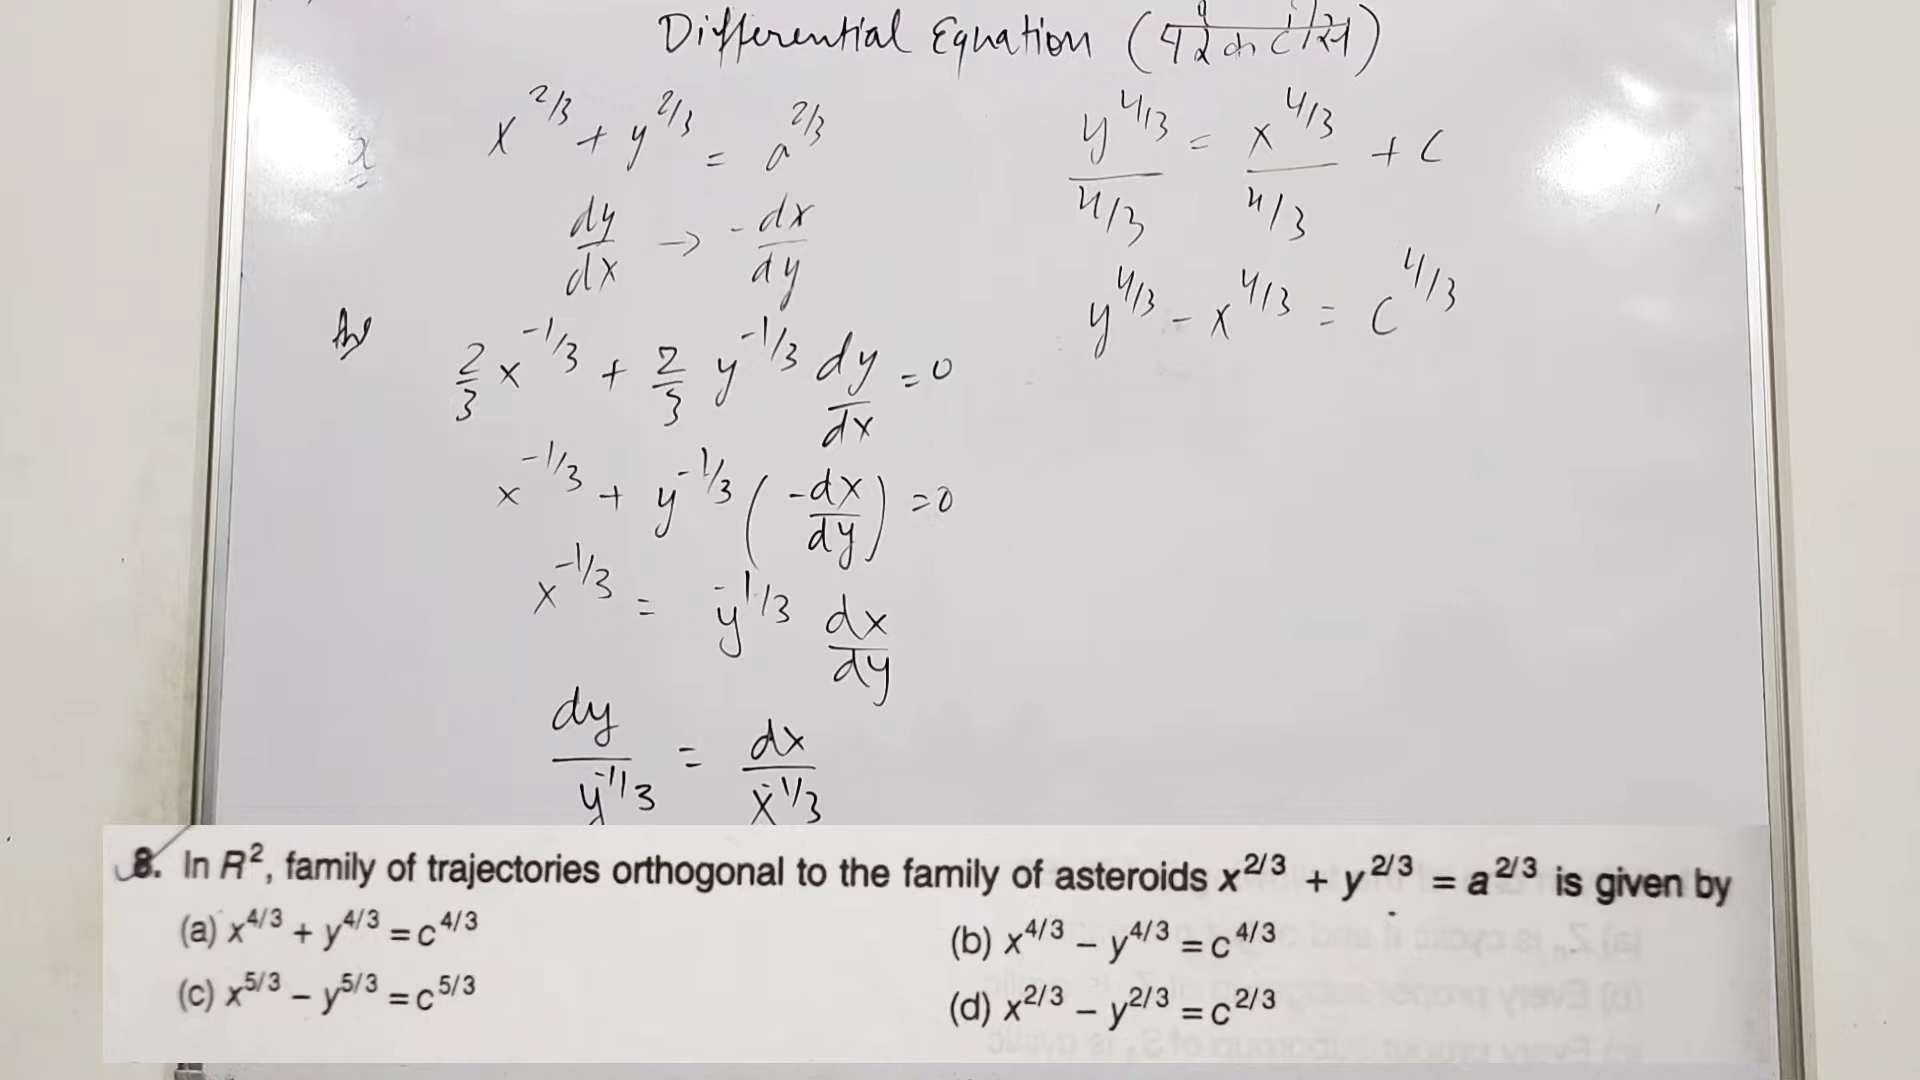 Differential Equation
x^2/3 + y^2/3 = a^2/3
dy/dx → -dx/dy
2/3 x^-1/3 + 2/3 y^-1/3 dy/dx = 0
x^-1/3 + y^-1/3 (-dx/dy) = 0
x^-1/3 = y^-1/3 dx/dy
dy/y^-1/3 = dx/x^-1/3
y^4/3 / 4/3 = x^4/3 / 4/3 + C
y^4/3 - x^4/3 = C^4/3
8. In R², family of trajectories orthogonal to the family of asteroids x^2/3 + y^2/3 = a^2/3 is given by
(a) x^4/3 + y^4/3 = c^4/3
(b) x^4/3 – y^4/3 = c^4/3
(c) x^5/3 – y^5/3 = c^5/3
(d) x^2/3 – y^2/3 = c^2/3